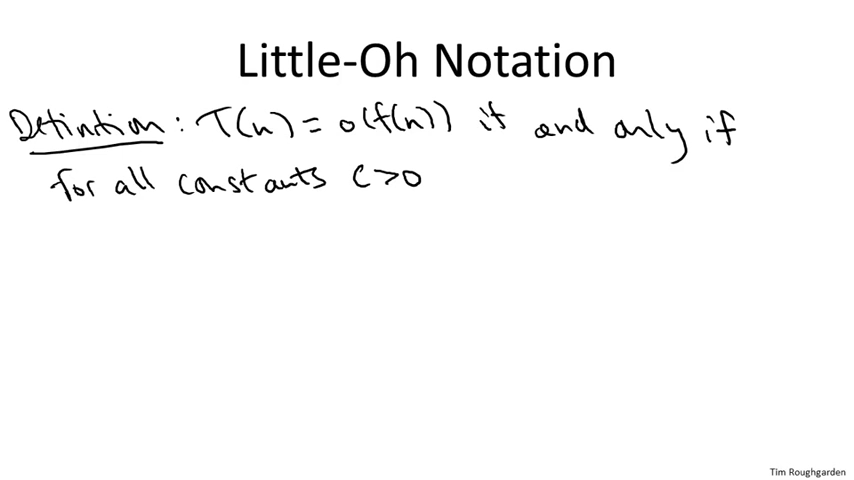 Little-Oh Notation
Definition : T(n) = o(f(n)) if and only if
for all constants c>0
Tim Roughgarden